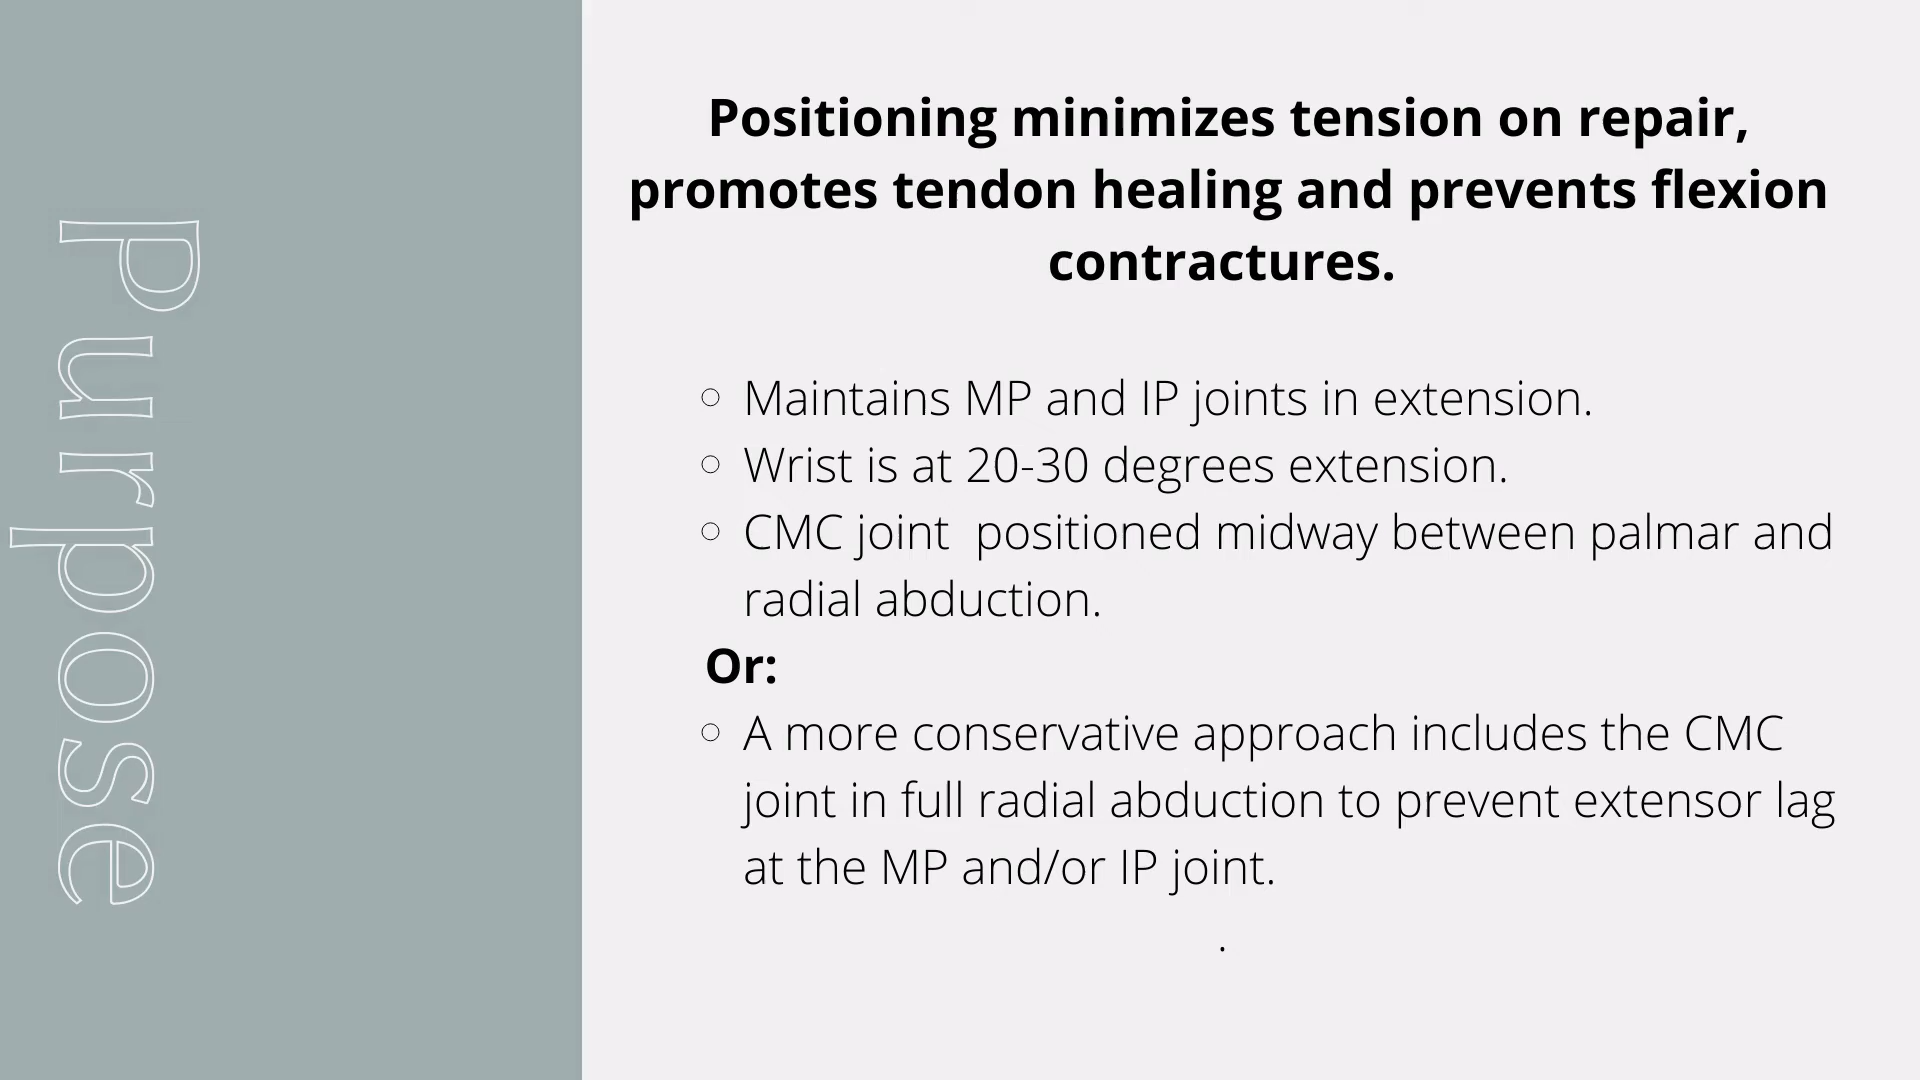 Purpose
Positioning minimizes tension on repair,
promotes tendon healing and prevents flexion
contractures.
○ Maintains MP and IP joints in extension.
○ Wrist is at 20-30 degrees extension.
○ CMC joint  positioned midway between palmar and
radial abduction.
Or:
○ A more conservative approach includes the CMC
joint in full radial abduction to prevent extensor lag
at the MP and/or IP joint.
.